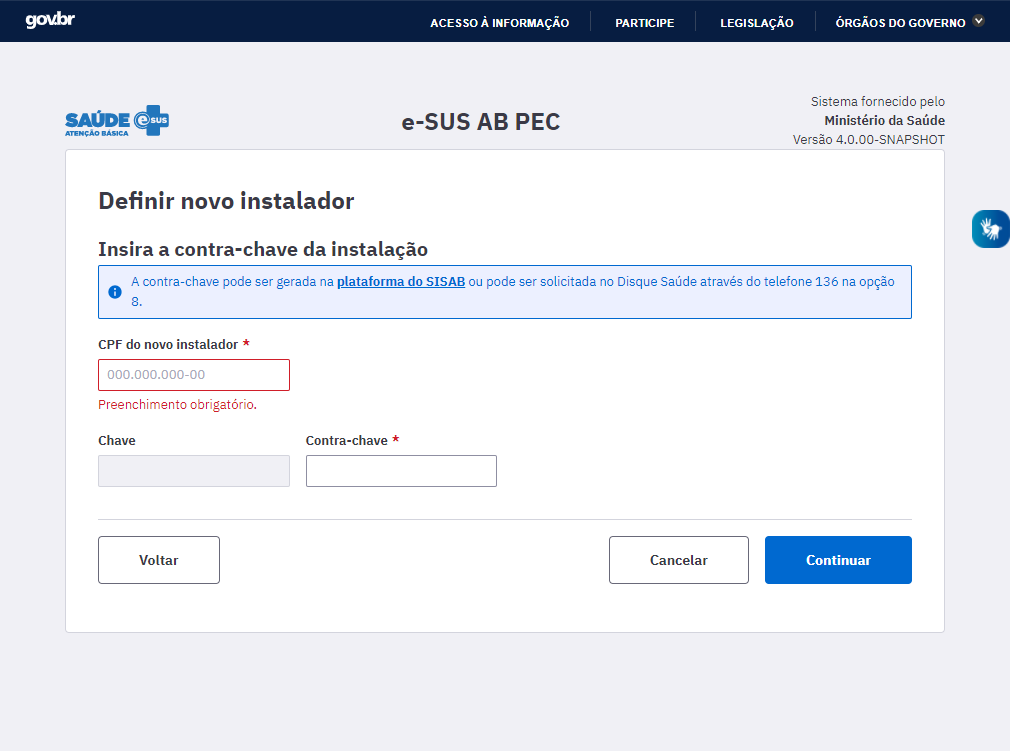 gov.br
ACESSO À INFORMAÇÃO
PARTICIPE
LEGISLAÇÃO
ÓRGÃOS DO GOVERNO
SAÚDE e SUS
ATENÇÃO BÁSICA
e-SUS AB PEC
Sistema fornecido pelo
Ministério da Saúde
Versão 4.0.00-SNAPSHOT
Definir novo instalador
Insira a contra-chave da instalação
A contra-chave pode ser gerada na plataforma do SISAB ou pode ser solicitada no Disque Saúde através do telefone 136 na opção
8.
CPF do novo instalador *
000.000.000-00
Preenchimento obrigatório.
Chave
Contra-chave *
Voltar
Cancelar
Continuar